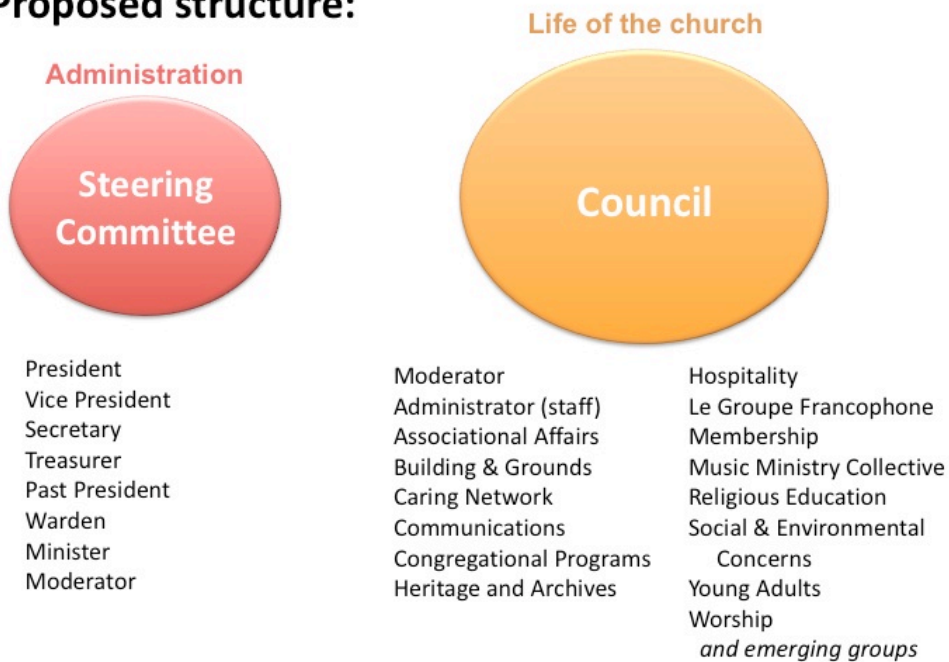 Proposed structure:
Administration
Steering
Committee
President
Vice President
Secretary
Treasurer
Past President
Warden
Minister
Moderator
Life of the church
Council
Moderator
Administrator (staff)
Associational Affairs
Building & Grounds
Caring Network
Communications
Congregational Programs
Heritage and Archives
Hospitality
Le Groupe Francophone
Membership
Music Ministry Collective
Religious Education
Social & Environmental
Concerns
Young Adults
Worship
and emerging groups